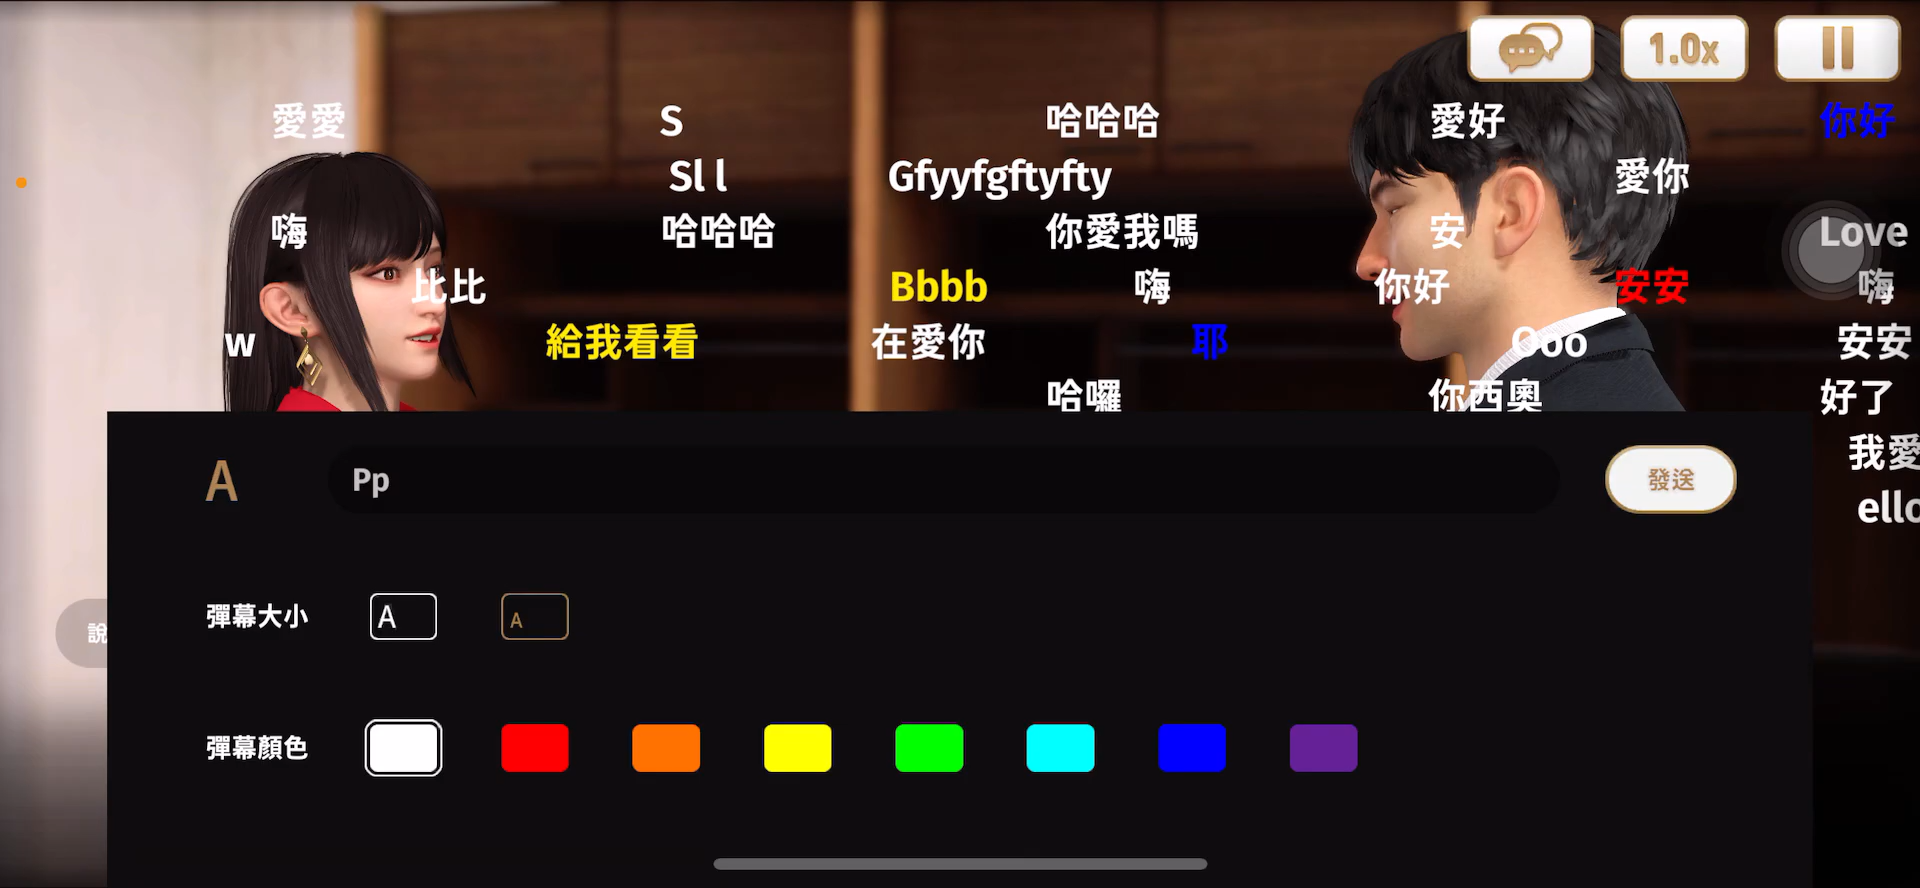 1.0x
愛愛 S 哈哈哈 愛好 你好
Sl l Gfyyfgftyfty 愛你
嗨 哈哈哈 你愛我嗎 安 Love
比比 Bbbb 嗨 你好 安安 嗨
w 給我看看 在愛你 耶 Ooo 安安
哈囉 你西奧 好了
我愛
ello
A Pp 發送
說
彈幕大小 A A
彈幕顏色